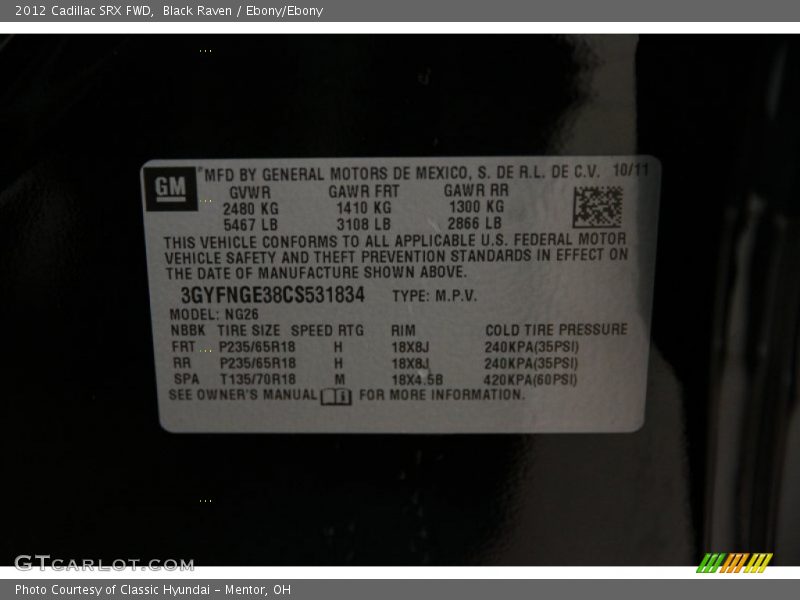 2012 Cadillac SRX FWD, Black Raven / Ebony/Ebony
GM
MFD BY GENERAL MOTORS DE MEXICO, S. DE R.L. DE C.V. 10/11
GVWR GAWR FRT GAWR RR
2480 KG 1410 KG 1300 KG
5467 LB 3108 LB 2866 LB
THIS VEHICLE CONFORMS TO ALL APPLICABLE U.S. FEDERAL MOTOR
VEHICLE SAFETY AND THEFT PREVENTION STANDARDS IN EFFECT ON
THE DATE OF MANUFACTURE SHOWN ABOVE.
3GYFNGE38CS531834 TYPE: M.P.V.
MODEL: NG26
NBBK TIRE SIZE SPEED RTG RIM COLD TIRE PRESSURE
FRT P235/65R18 H 18X8J 240KPA(35PSI)
RR P235/65R18 H 18X8J 240KPA(35PSI)
SPA T135/70R18 M 18X4.5B 420KPA(60PSI)
SEE OWNER'S MANUAL FOR MORE INFORMATION.
GTCARLOT.COM
Photo Courtesy of Classic Hyundai - Mentor, OH